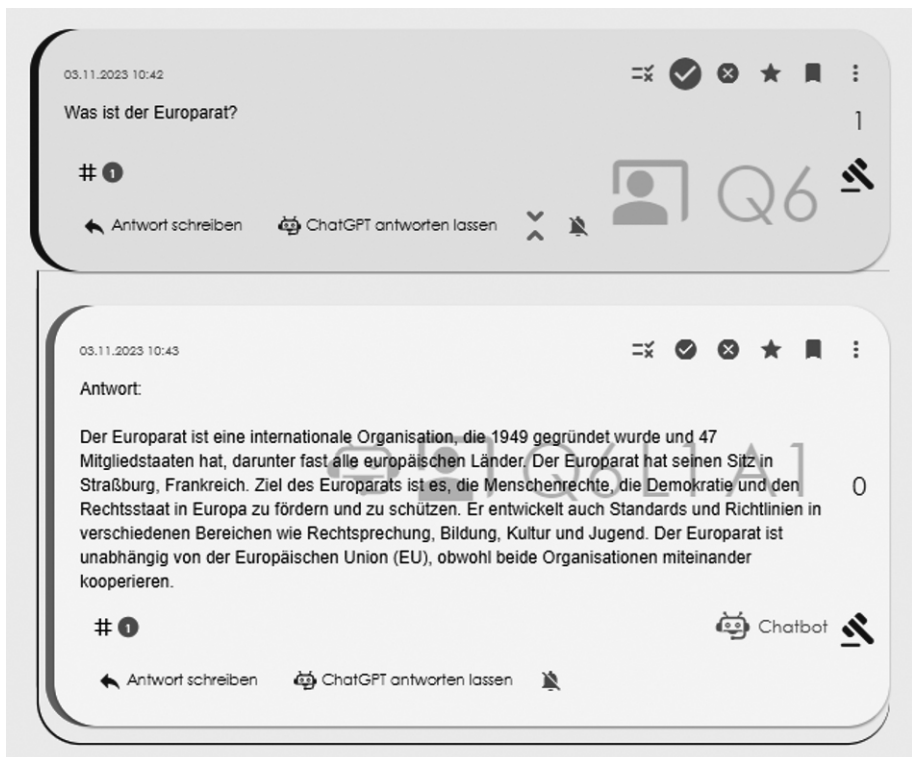 03.11.2023 10:42
Was ist der Europarat?
1
# 1
Q6
Antwort schreiben ChatGPT antworten lassen
03.11.2023 10:43
Antwort:
Der Europarat ist eine internationale Organisation, die 1949 gegründet wurde und 47
Mitgliedstaaten hat, darunter fast alle europäischen Länder. Der Europarat hat seinen Sitz in
Straßburg, Frankreich. Ziel des Europarats ist es, die Menschenrechte, die Demokratie und den
Rechtsstaat in Europa zu fördern und zu schützen. Er entwickelt auch Standards und Richtlinien in
verschiedenen Bereichen wie Rechtsprechung, Bildung, Kultur und Jugend. Der Europarat ist
unabhängig von der Europäischen Union (EU), obwohl beide Organisationen miteinander
kooperieren.
Q6L1 A1
0
# 1
Chatbot
Antwort schreiben ChatGPT antworten lassen